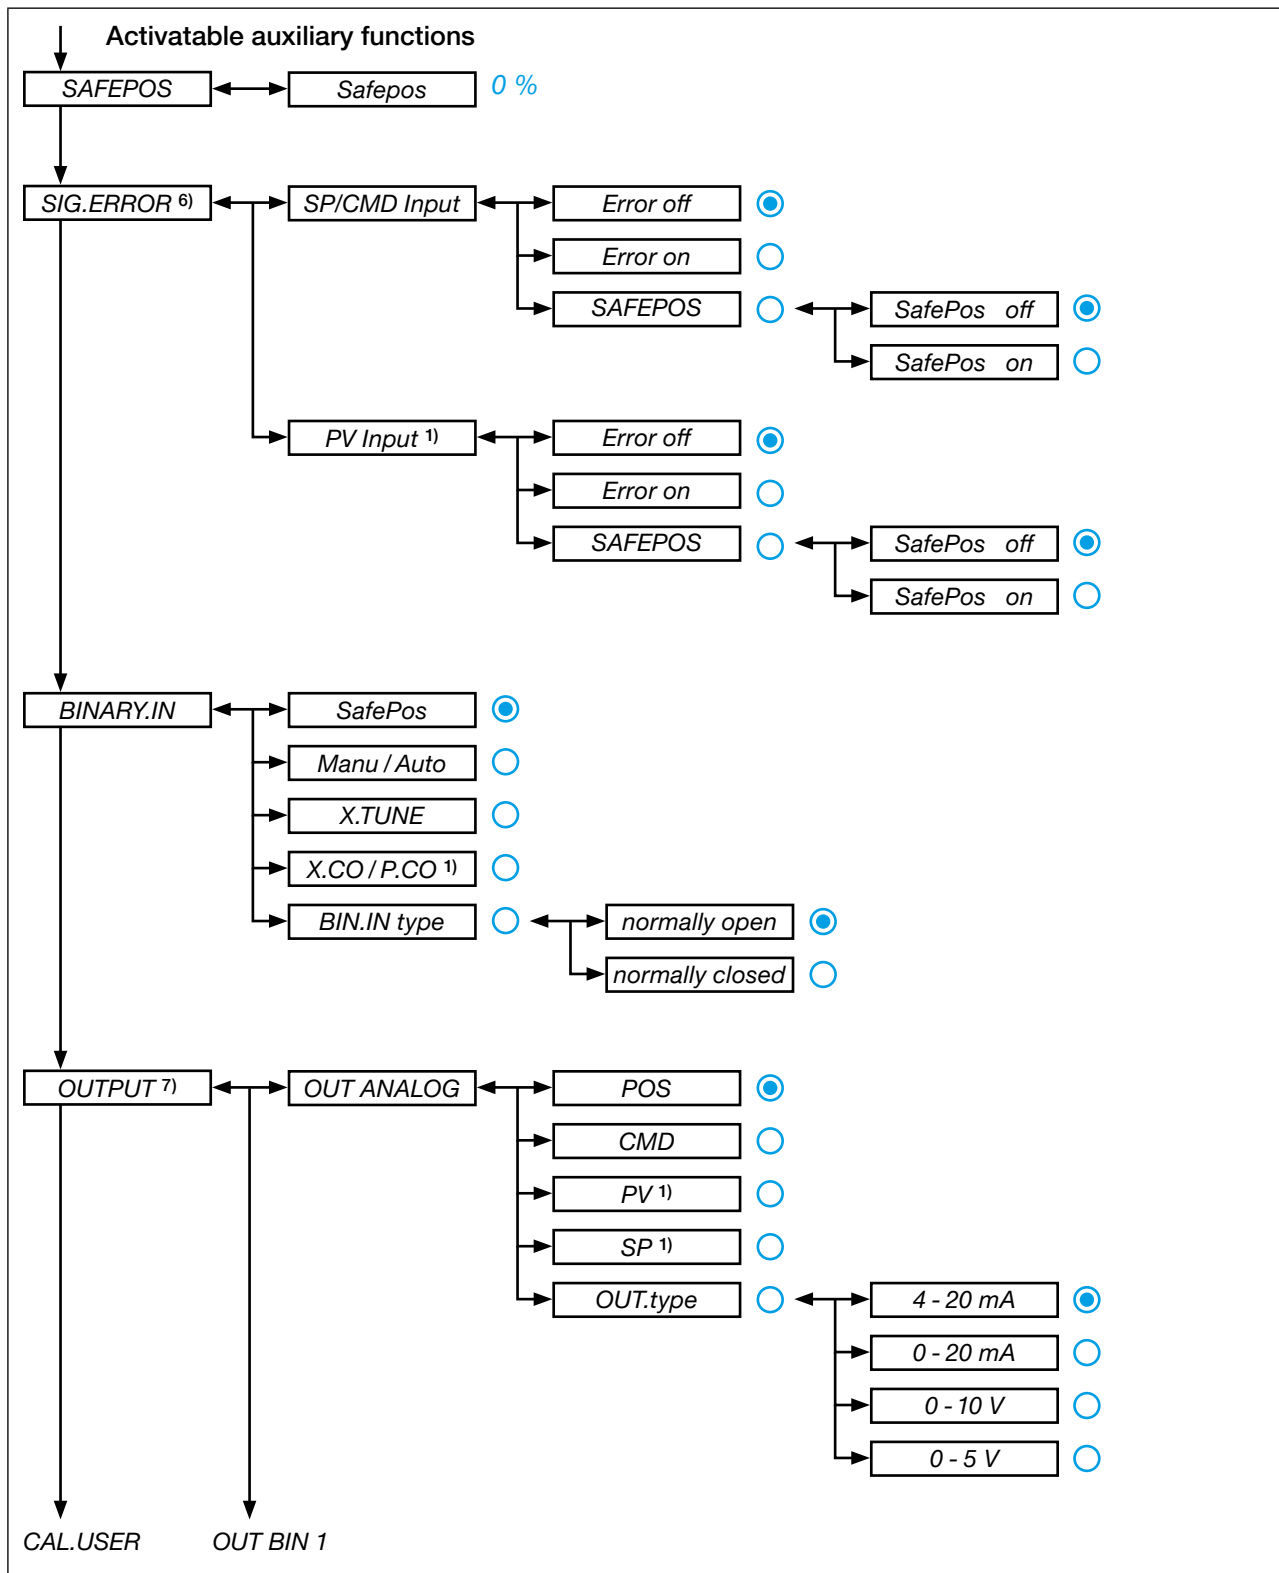 Activatable auxiliary functions
SAFEPOS Safepos 0 %
SIG.ERROR 6) SP/CMD Input Error off
Error on
SAFEPOS SafePos off
SafePos on
PV Input 1) Error off
Error on
SAFEPOS SafePos off
SafePos on
BINARY.IN SafePos
Manu / Auto
X.TUNE
X.CO / P.CO 1)
BIN.IN type normally open
normally closed
OUTPUT 7) OUT ANALOG POS
CMD
PV 1)
SP 1)
OUT.type 4 - 20 mA
0 - 20 mA
0 - 10 V
0 - 5 V
CAL.USER OUT BIN 1